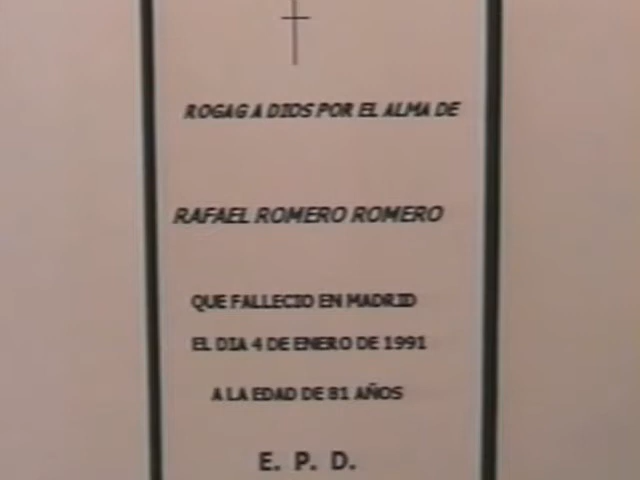 ROGAG A DIOS POR EL ALMA DE
RAFAEL ROMERO ROMERO
QUE FALLECIO EN MADRID
EL DIA 4 DE ENERO DE 1991
A LA EDAD DE 81 AÑOS
E. P. D.